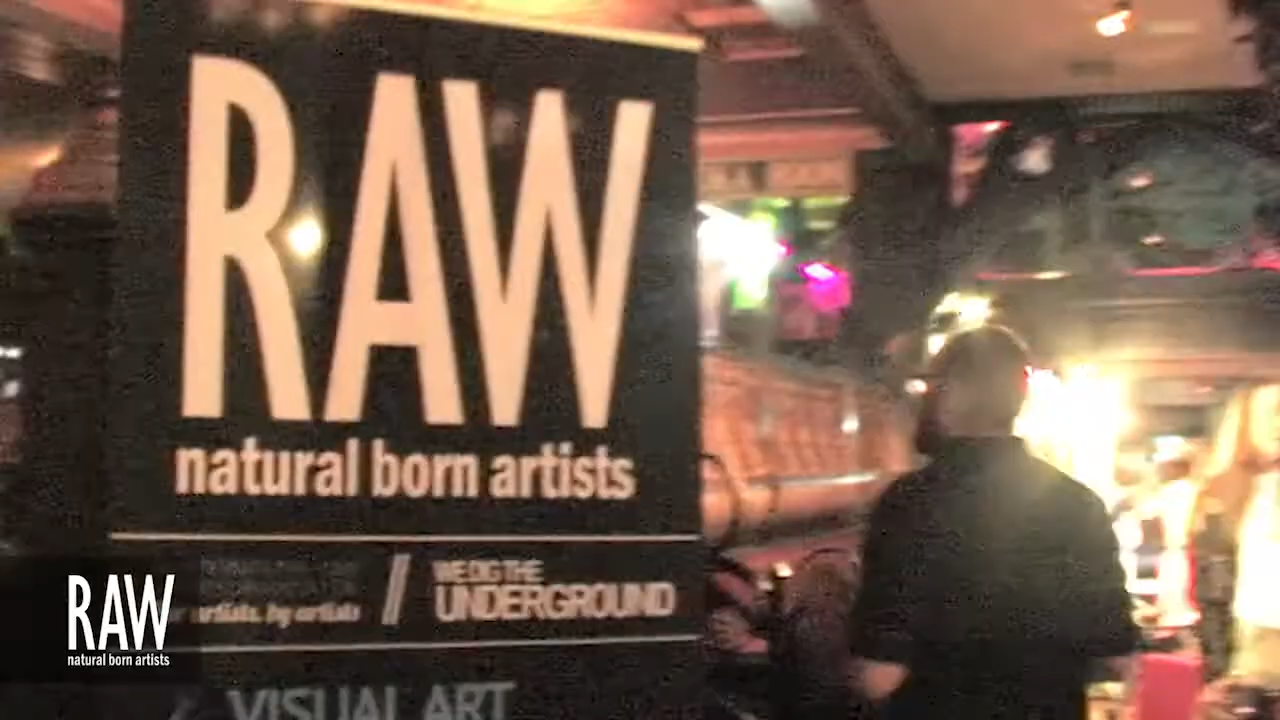 RAW
natural born artists
artists, by artists / WE DIG THE
UNDERGROUND
VISUAL ART
RAW
natural born artists